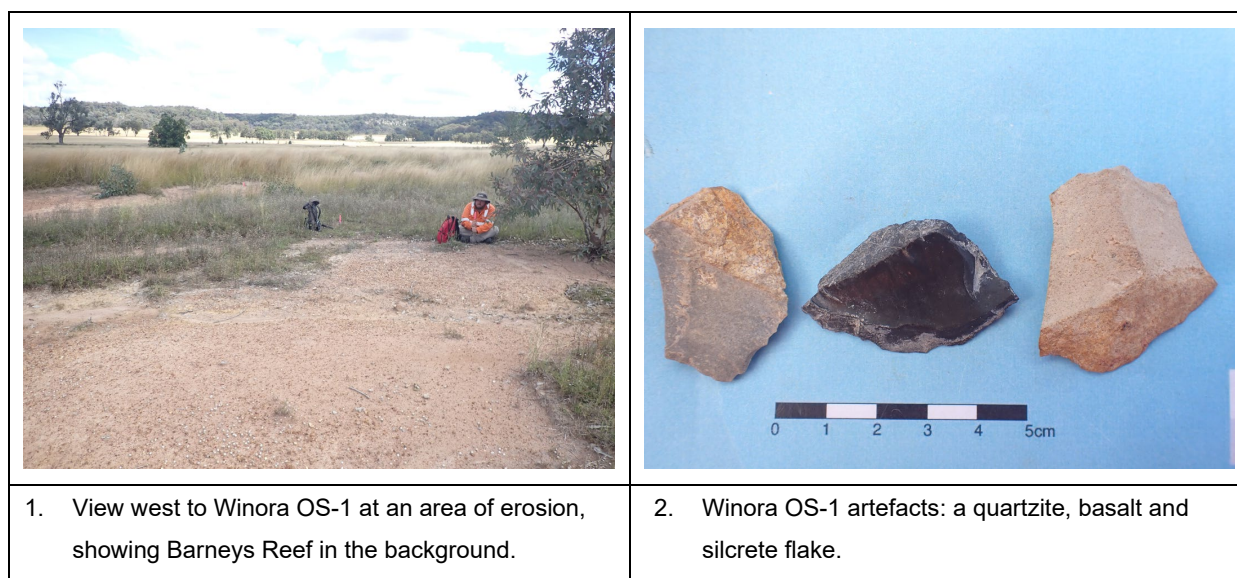 0 1 2 3 4 5cm
1. View west to Winora OS-1 at an area of erosion,
showing Barneys Reef in the background.
2. Winora OS-1 artefacts: a quartzite, basalt and
silcrete flake.